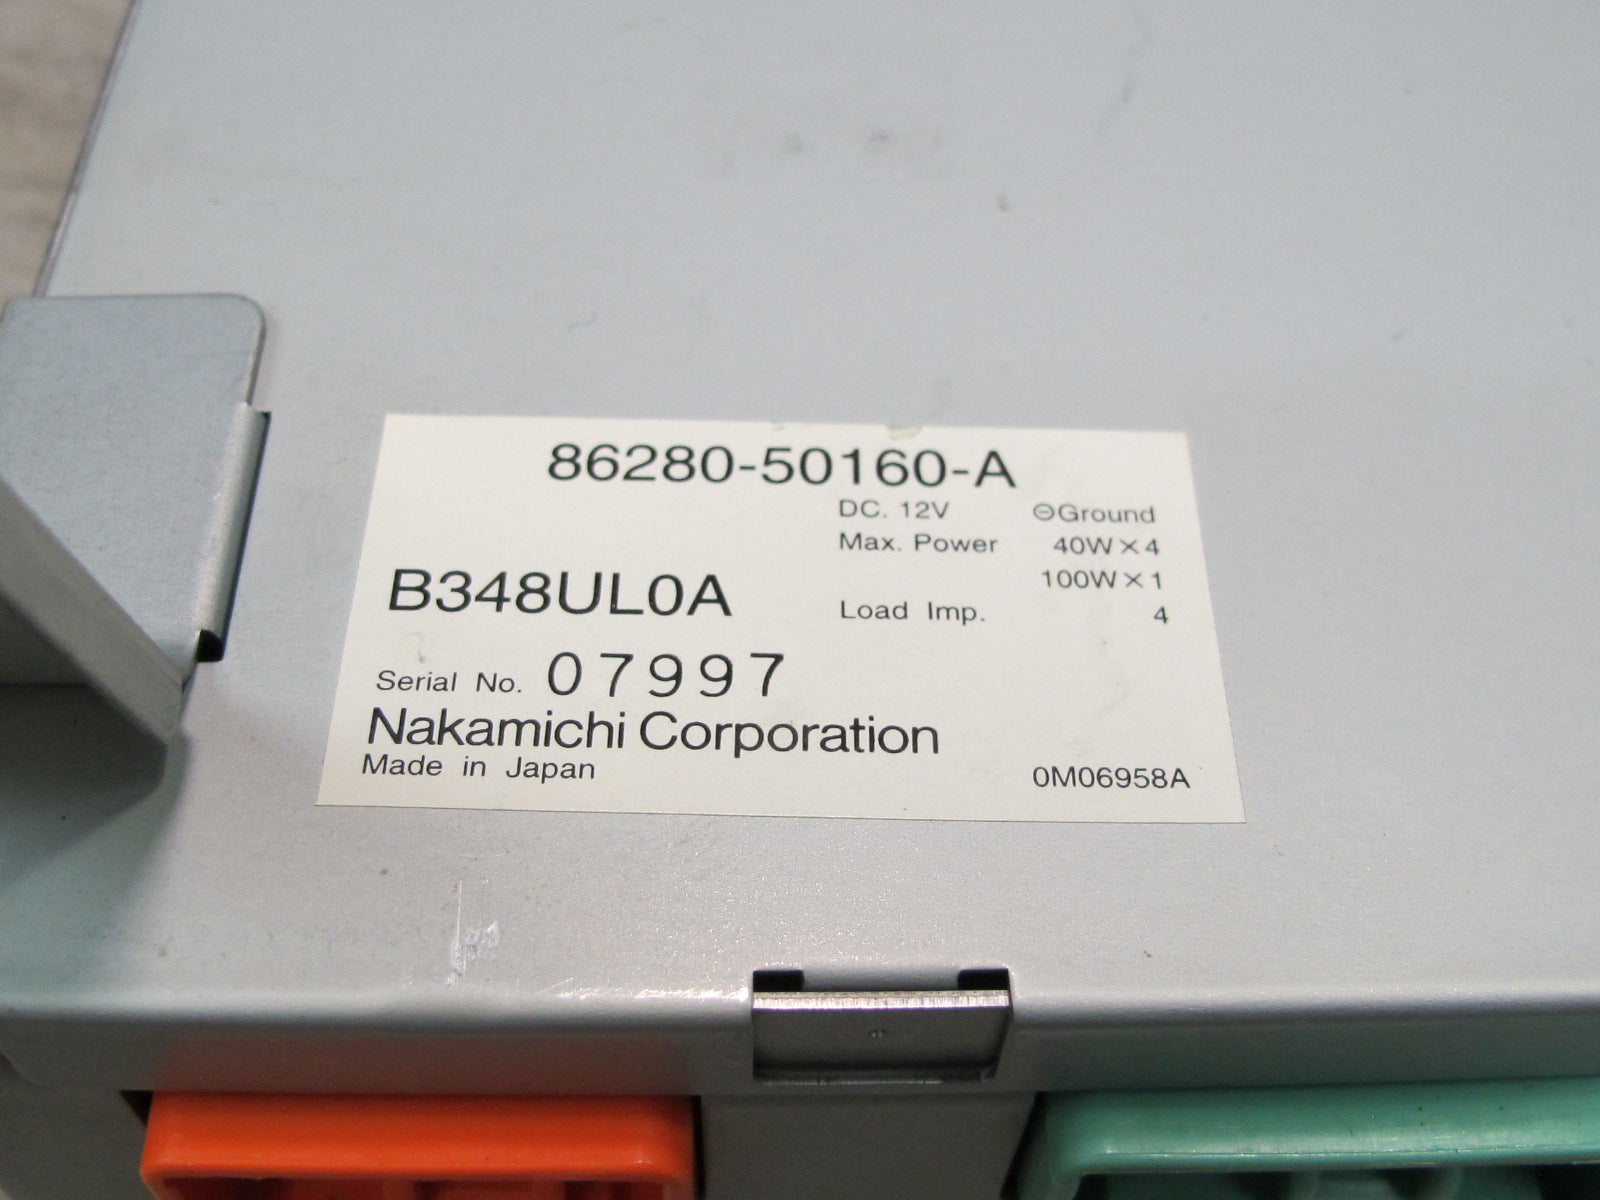 86280-50160-A
DC. 12V ⊖Ground
Max. Power 40W×4
100W×1
B348UL0A
Load Imp. 4
Serial No. 07997
Nakamichi Corporation
Made in Japan
0M06958A